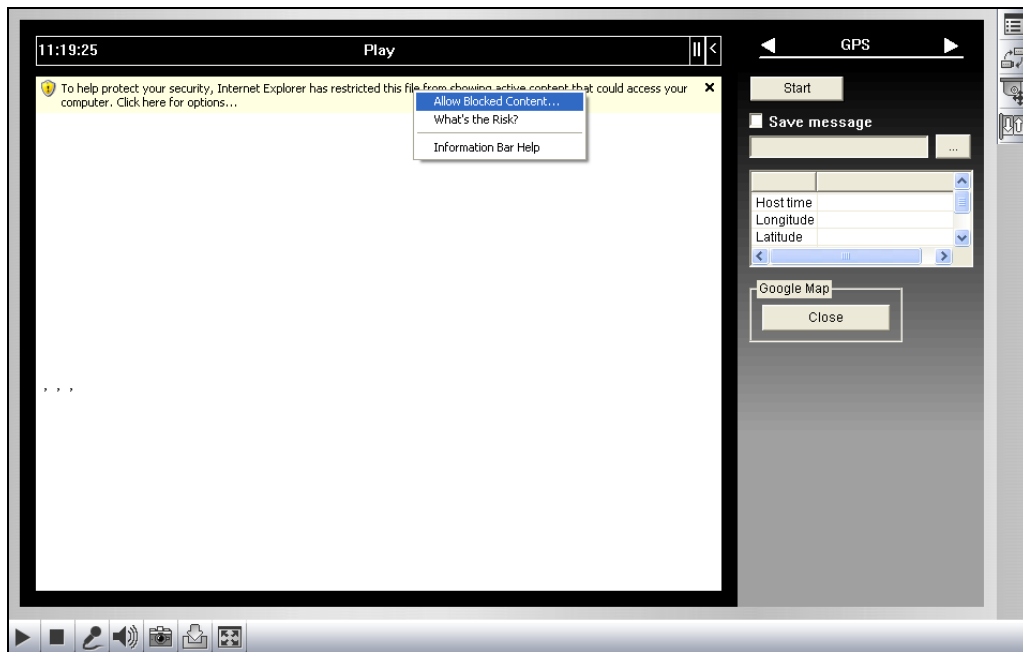 11:19:25 Play || <
GPS
To help protect your security, Internet Explorer has restricted this file from showing active content that could access your
computer. Click here for options...
Allow Blocked Content...
What's the Risk?
Information Bar Help
Start
Save message
...
Host time
Longitude
Latitude
Google Map
Close
, , ,